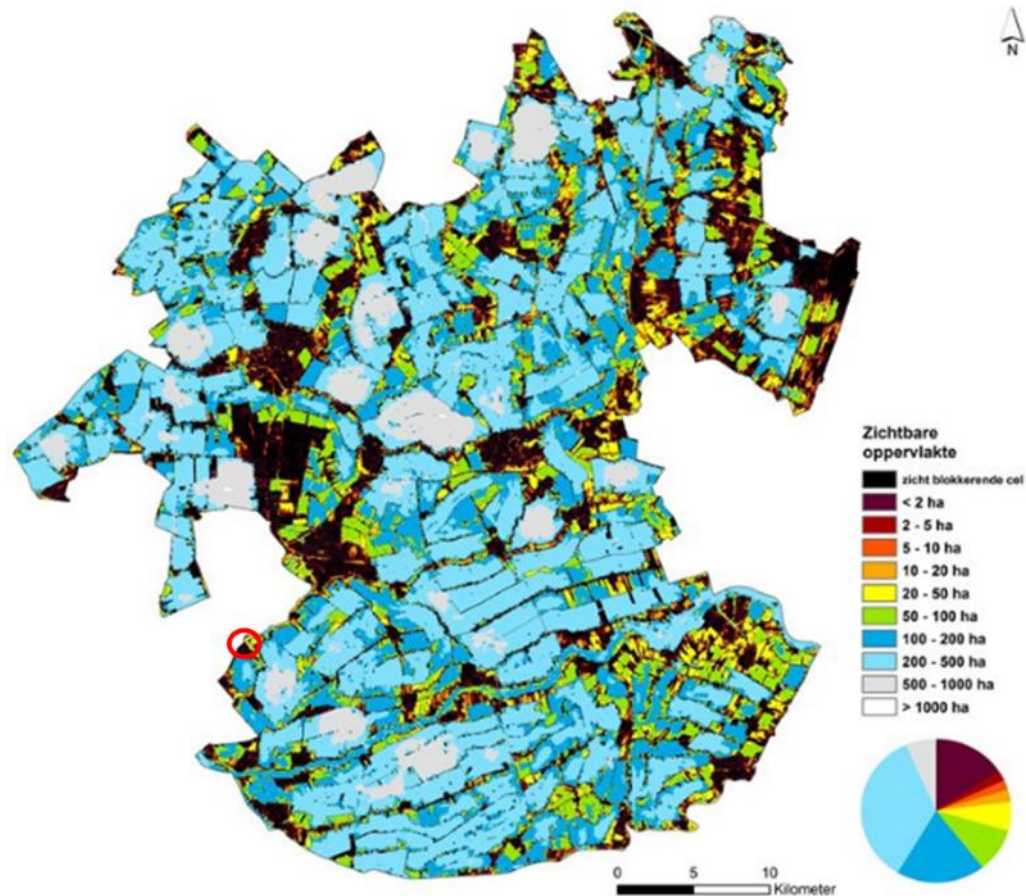 N
Zichtbare
oppervlakte
zicht blokkerende cel
< 2 ha
2 - 5 ha
5 - 10 ha
10 - 20 ha
20 - 50 ha
50 - 100 ha
100 - 200 ha
200 - 500 ha
500 - 1000 ha
> 1000 ha
0 5 10
Kilometer